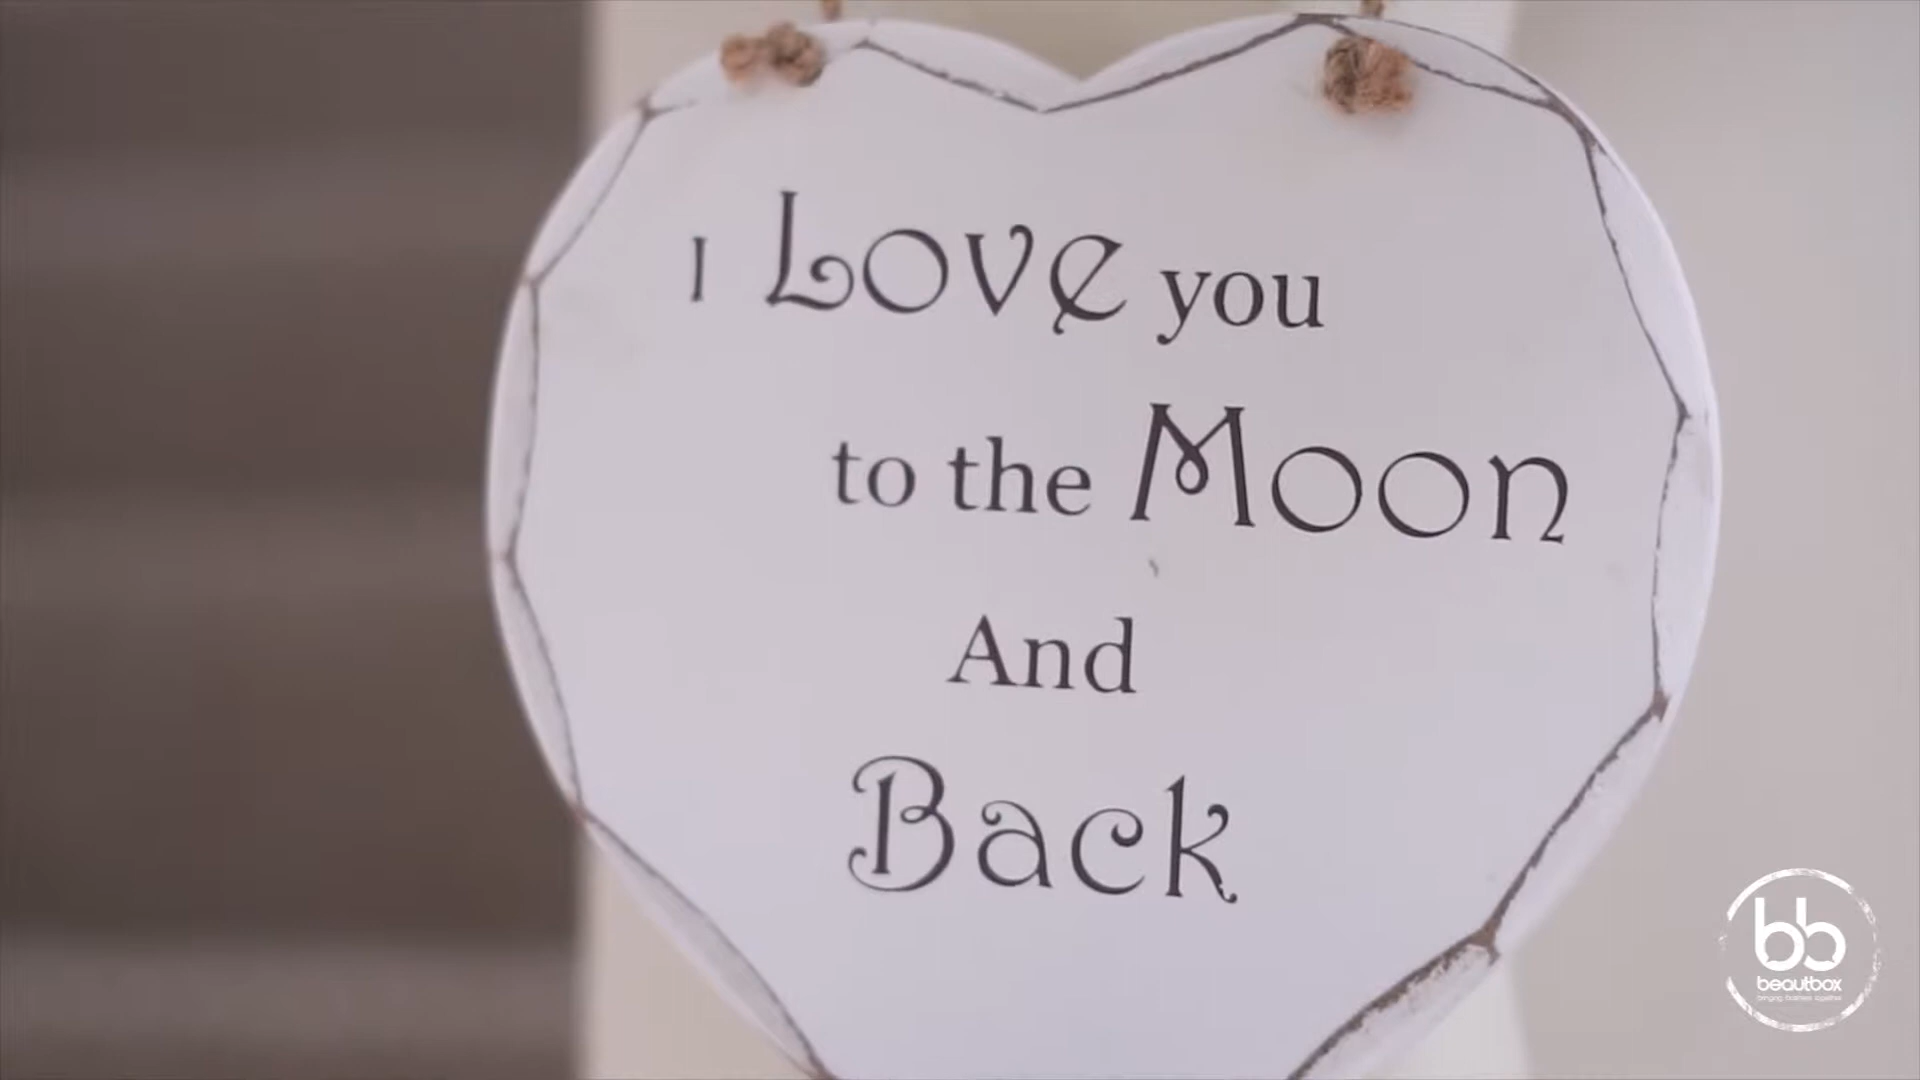 I Love you
to the Moon
And
Back
bb
beautbox